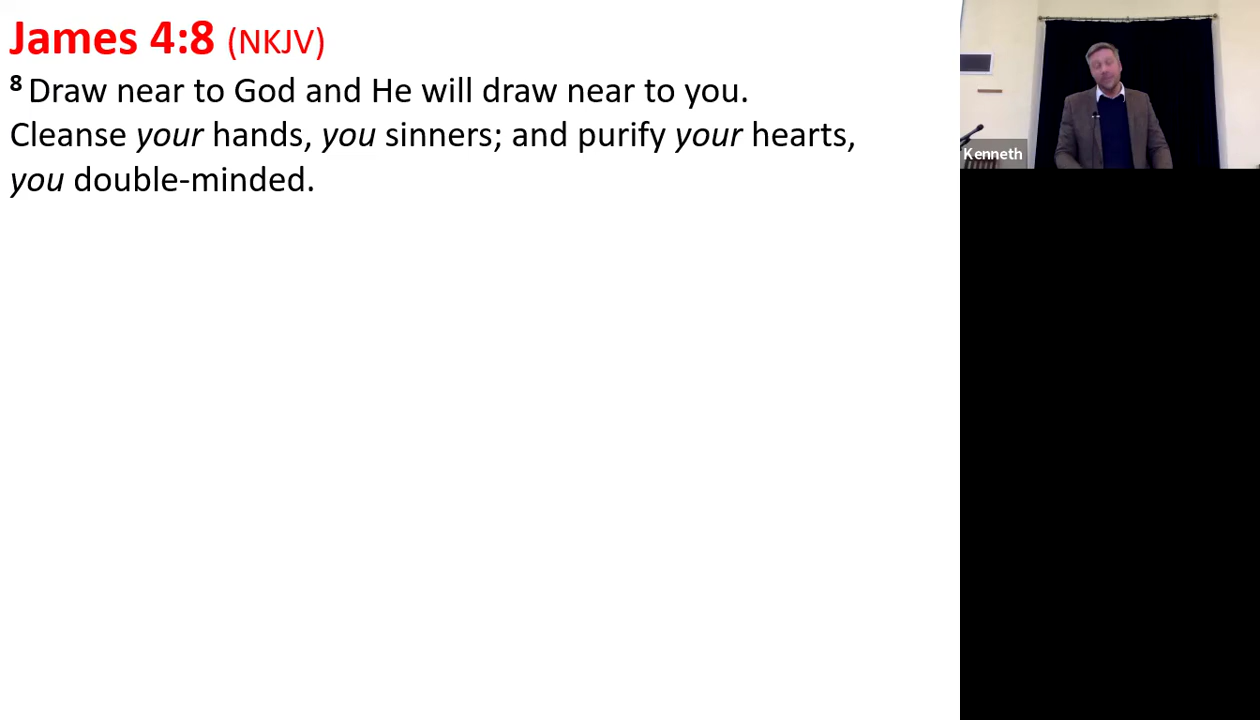 James 4:8 (NKJV)
8 Draw near to God and He will draw near to you.
Cleanse your hands, you sinners; and purify your hearts,
you double-minded.
Kenneth